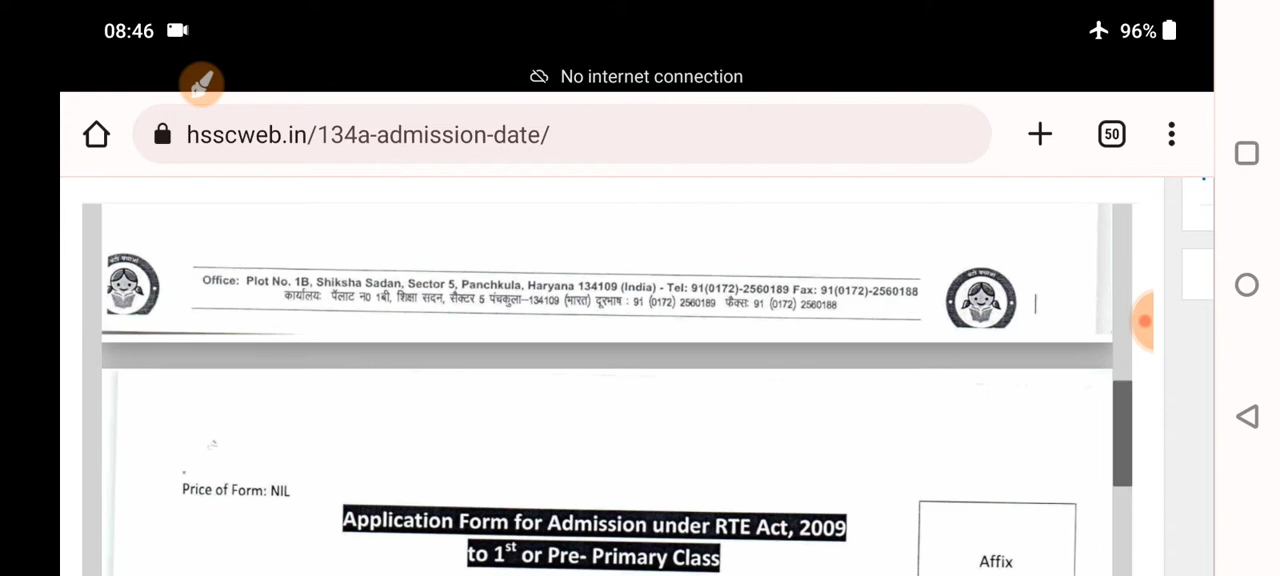 08:46
96%
No internet connection
hsscweb.in/134a-admission-date/
50
Office: Plot No. 1B, Shiksha Sadan, Sector 5, Panchkula, Haryana 134109 (India) - Tel: 91(0172)-2560189 Fax: 91(0172)-2560188
कार्यालयः पॅलाट न0 1बी, शिक्षा सदन, सैक्टर 5 पंचकुला–134109 (भारत) दूरभाष : 91 (0172) 2560189 फैक्सः 91 (0172) 2560188
Price of Form: NIL
Application Form for Admission under RTE Act, 2009
to 1st or Pre- Primary Class
Affix